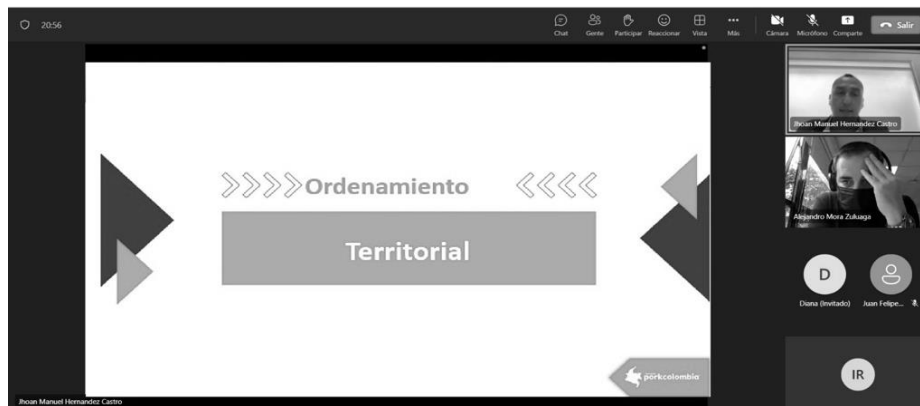 20:56
Chat
Gente
Participar
Reaccionar
Vista
Más
Cámara
Micrófono
Comparte
Salir
>>>>Ordenamiento <<<<
Territorial
porkcolombia
Jhoan Manuel Hernandez Castro
Jhoan Manuel Hernandez Castro
Alejandro Mora Zuluaga
D
Diana (Invitado)
Juan Felipe...
IR